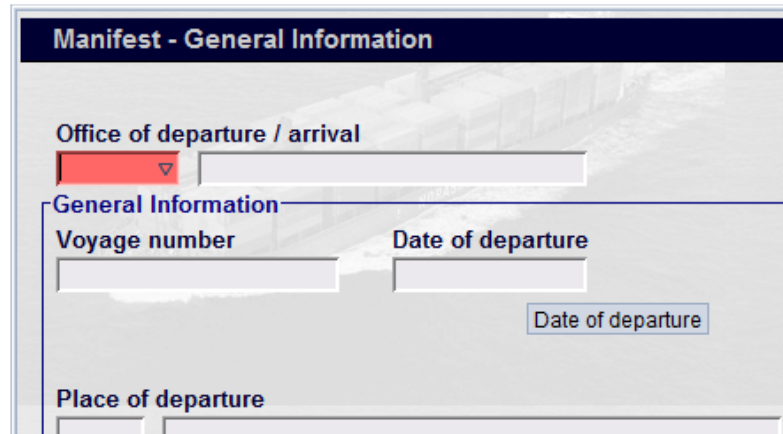 Manifest - General Information
Office of departure / arrival
General Information
Voyage number Date of departure
Date of departure
Place of departure